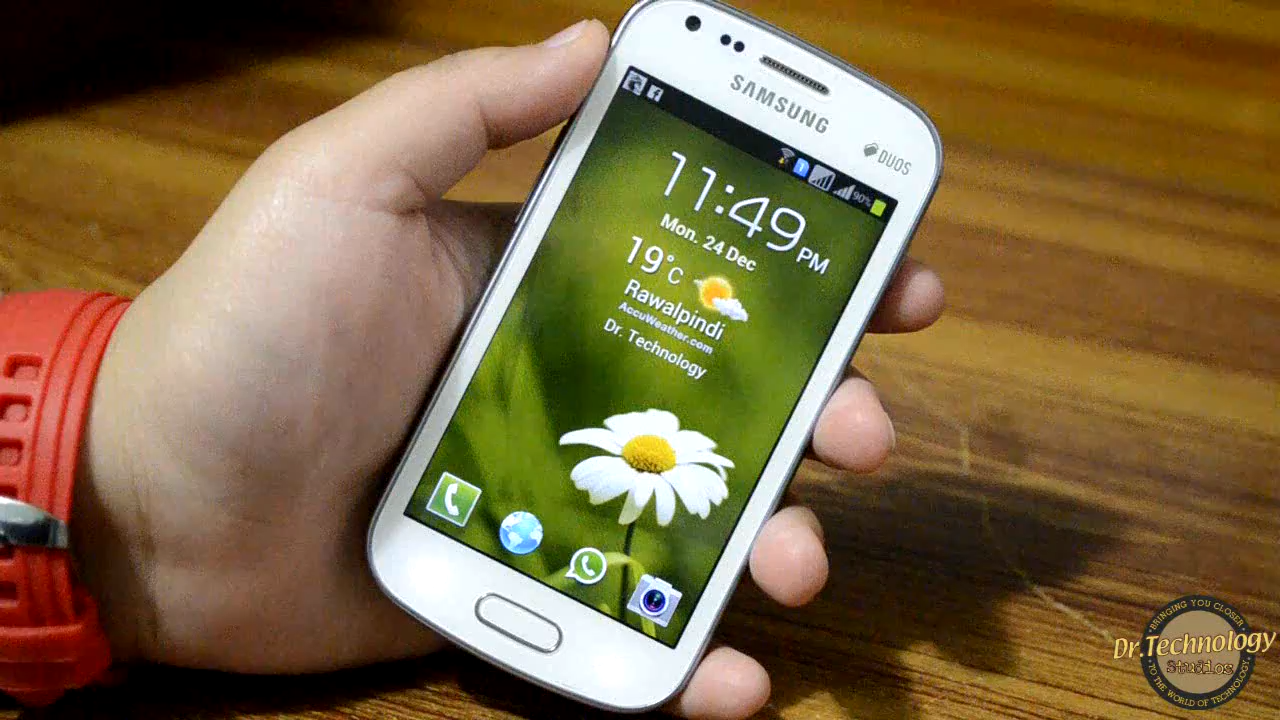 SAMSUNG
DUOS
1
90%
11:49 PM
Mon. 24 Dec
19°C
Rawalpindi
AccuWeather.com
Dr. Technology
BRINGING YOU CLOSER
Dr.Technology
Studios
TO THE WORLD OF TECHNOLOGY